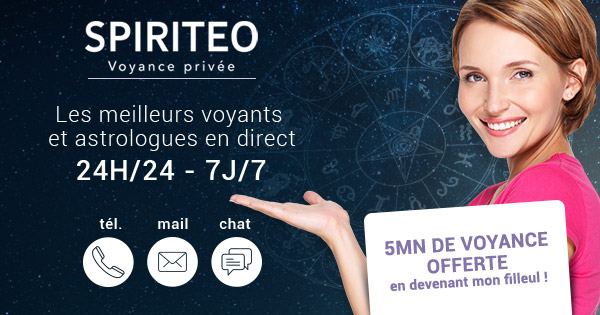 SPIRITEO
Voyance privée
Les meilleurs voyants
et astrologues en direct
24H/24 - 7J/7
tél. mail chat
5MN DE VOYANCE
OFFERTE
en devenant mon filleul !